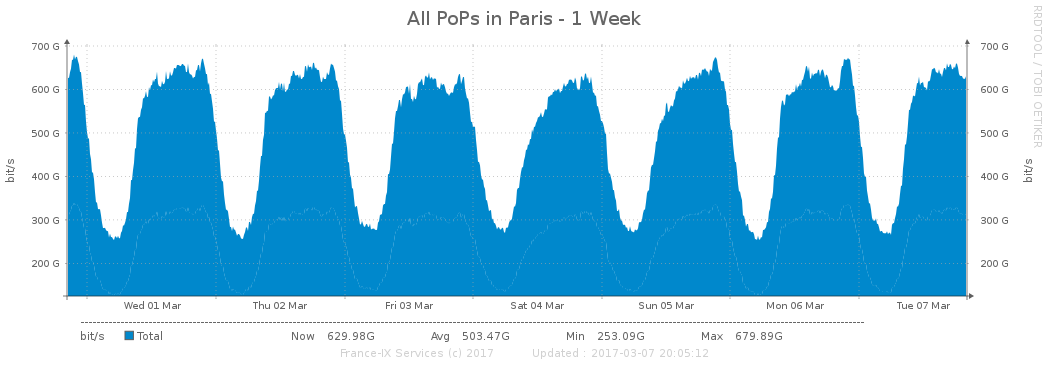 All PoPs in Paris - 1 Week
RRDTOOL / TOBI OETIKER
bit/s
700 G 700 G
600 G 600 G
500 G 500 G
400 G 400 G
300 G 300 G
200 G 200 G
bit/s
Wed 01 Mar Thu 02 Mar Fri 03 Mar Sat 04 Mar Sun 05 Mar Mon 06 Mar Tue 07 Mar
bit/s Total Now 629.98G Avg 503.47G Min 253.09G Max 679.89G
France-IX Services (c) 2017 Updated : 2017-03-07 20:05:12